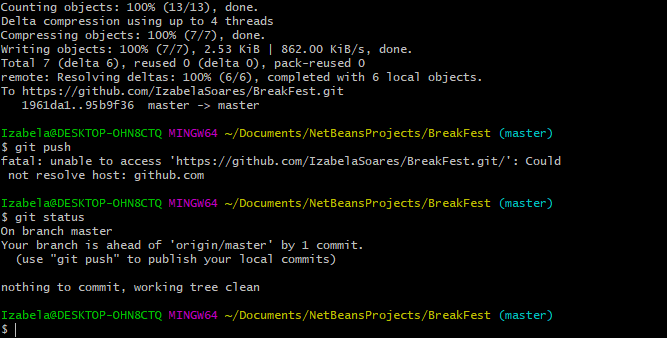 Counting objects: 100% (13/13), done.
Delta compression using up to 4 threads
Compressing objects: 100% (7/7), done.
Writing objects: 100% (7/7), 2.53 KiB | 862.00 KiB/s, done.
Total 7 (delta 6), reused 0 (delta 0), pack-reused 0
remote: Resolving deltas: 100% (6/6), completed with 6 local objects.
To https://github.com/IzabelaSoares/BreakFest.git
   1961da1..95b9f36  master -> master
Izabela@DESKTOP-OHN8CTQ MINGW64 ~/Documents/NetBeansProjects/BreakFest (master)
$ git push
fatal: unable to access 'https://github.com/IzabelaSoares/BreakFest.git/': Could
 not resolve host: github.com
Izabela@DESKTOP-OHN8CTQ MINGW64 ~/Documents/NetBeansProjects/BreakFest (master)
$ git status
On branch master
Your branch is ahead of 'origin/master' by 1 commit.
  (use "git push" to publish your local commits)
nothing to commit, working tree clean
Izabela@DESKTOP-OHN8CTQ MINGW64 ~/Documents/NetBeansProjects/BreakFest (master)
$